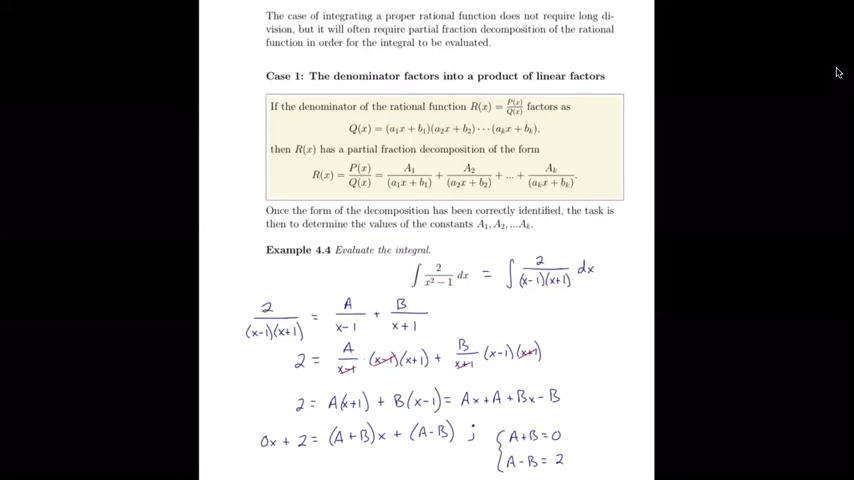 The case of integrating a proper rational function does not require long di-
vision, but it will often require partial fraction decomposition of the rational
function in order for the integral to be evaluated.
Case 1: The denominator factors into a product of linear factors
If the denominator of the rational function R(x) = P(x)/Q(x) factors as
Q(x) = (a₁x + b₁)(a₂x + b₂) ··· (aₖx + bₖ),
then R(x) has a partial fraction decomposition of the form
R(x) = P(x)/Q(x) = A₁/(a₁x + b₁) + A₂/(a₂x + b₂) + ... + Aₖ/(aₖx + bₖ).
Once the form of the decomposition has been correctly identified, the task is
then to determine the values of the constants A₁, A₂, ...Aₖ.
Example 4.4 Evaluate the integral.
∫ 2/(x² − 1) dx = ∫ 2/((x-1)(x+1)) dx
2/((x-1)(x+1)) = A/(x-1) + B/(x+1)
2 = A/(x-1) · (x-1)(x+1) + B/(x+1) (x-1)(x+1)
2 = A(x+1) + B(x-1) = Ax + A + Bx - B
0x + 2 = (A+B)x + (A-B) ; { A+B = 0
A-B = 2